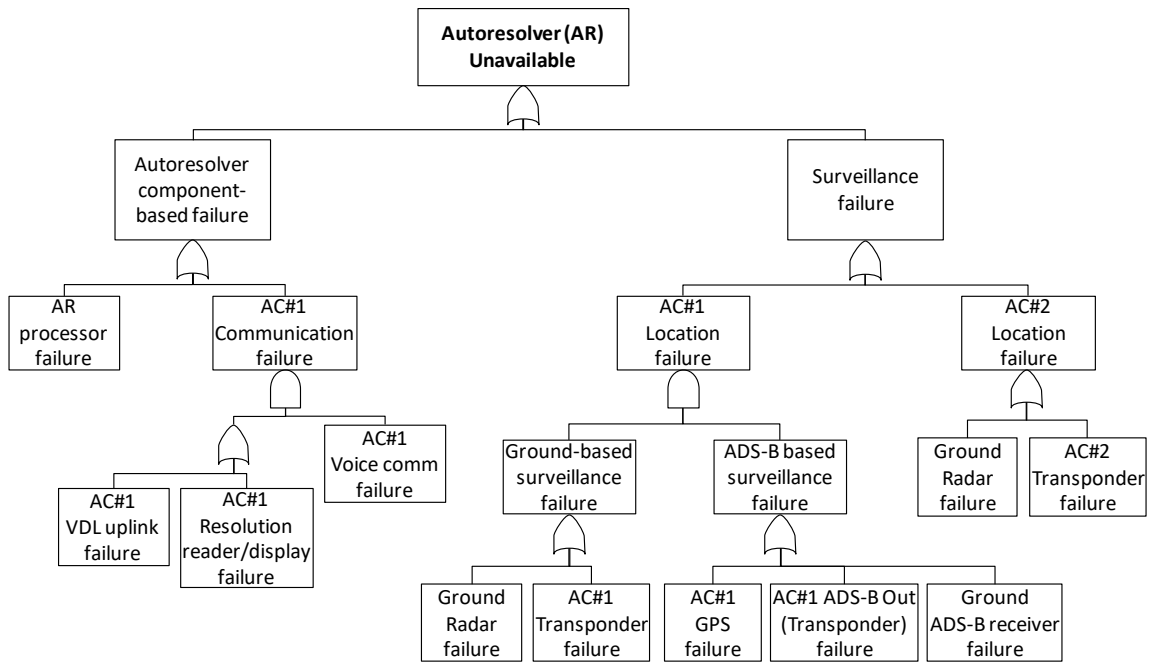 Autoresolver (AR)
Unavailable
Autoresolver
component-
based failure
Surveillance
failure
AR
processor
failure
AC#1
Communication
failure
AC#1
Location
failure
AC#2
Location
failure
AC#1
VDL uplink
failure
AC#1
Resolution
reader/display
failure
AC#1
Voice comm
failure
Ground-based
surveillance
failure
ADS-B based
surveillance
failure
Ground
Radar
failure
AC#2
Transponder
failure
Ground
Radar
failure
AC#1
Transponder
failure
AC#1
GPS
failure
AC#1 ADS-B Out
(Transponder)
failure
Ground
ADS-B receiver
failure